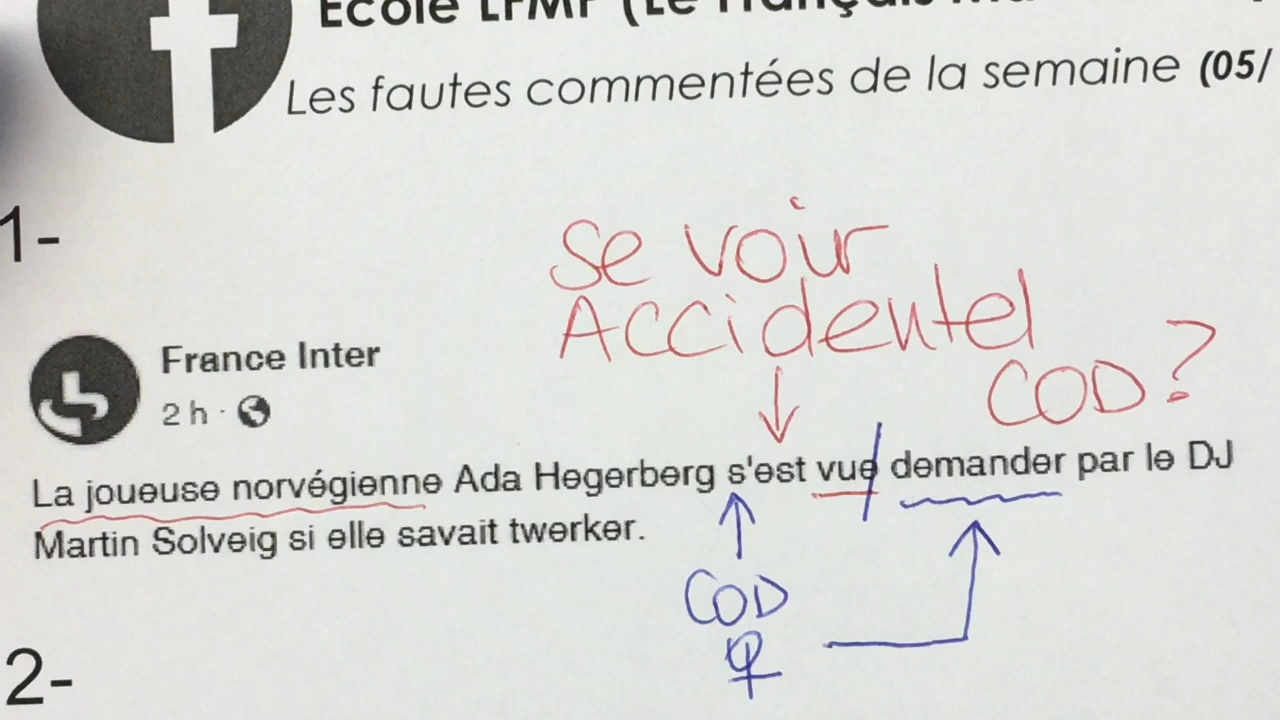 École LFMP (Le Français
Les fautes commentées de la semaine (05/
1-
se voir
Accidentel
COD ?
France Inter
2 h ·
La joueuse norvégienne Ada Hegerberg s'est vue demander par le DJ
Martin Solveig si elle savait twerker.
COD
2-